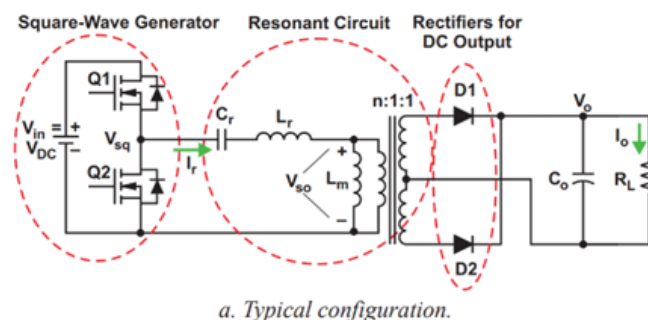 Square-Wave Generator
Resonant Circuit
Rectifiers for
DC Output
Q1
Q2
Vin =
VDC
+
–
Vsq
Ir
Cr
Lr
+
Vso
–
Lm
n:1:1
D1
D2
Vo
Io
Co
RL
a. Typical configuration.